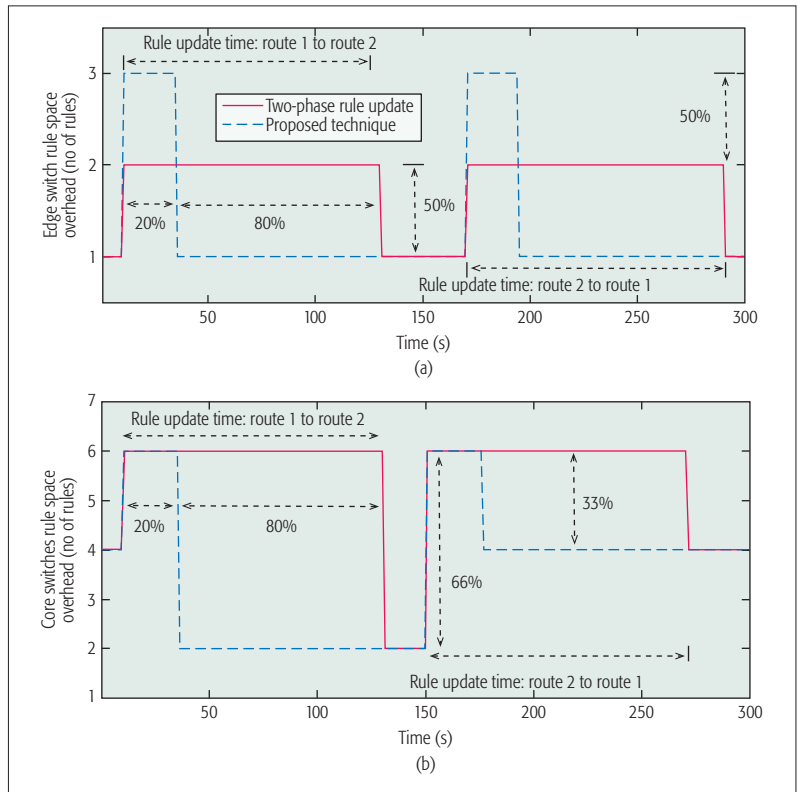 Rule update time: route 1 to route 2
3
Two-phase rule update
Proposed technique
50%
Edge switch rule space
overhead (no of rules)
2
20%
80%
50%
1
Rule update time: route 2 to route 1
50
100
150
200
250
300
Time (s)
(a)
7
Rule update time: route 1 to route 2
6
5
20%
80%
33%
Core switches rule space
overhead (no of rules)
4
66%
3
2
Rule update time: route 2 to route 1
1
50
100
150
200
250
300
Time (s)
(b)